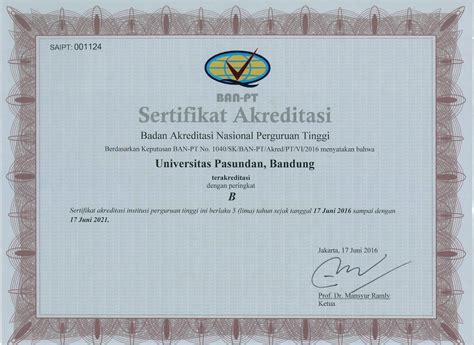 SAIPT: 001124
BAN-PT
Sertifikat Akreditasi
Badan Akreditasi Nasional Perguruan Tinggi
Berdasarkan Keputusan BAN-PT No. 1040/SK/BAN-PT/Akred/PT/VI/2016 menyatakan bahwa
Universitas Pasundan, Bandung
terakreditasi
dengan peringkat
B
Sertifikat akreditasi institusi perguruan tinggi ini berlaku 5 (lima) tahun sejak tanggal 17 Juni 2016 sampai dengan
17 Juni 2021.
Jakarta, 17 Juni 2016
Prof. Dr. Mansyur Ramly
Ketua